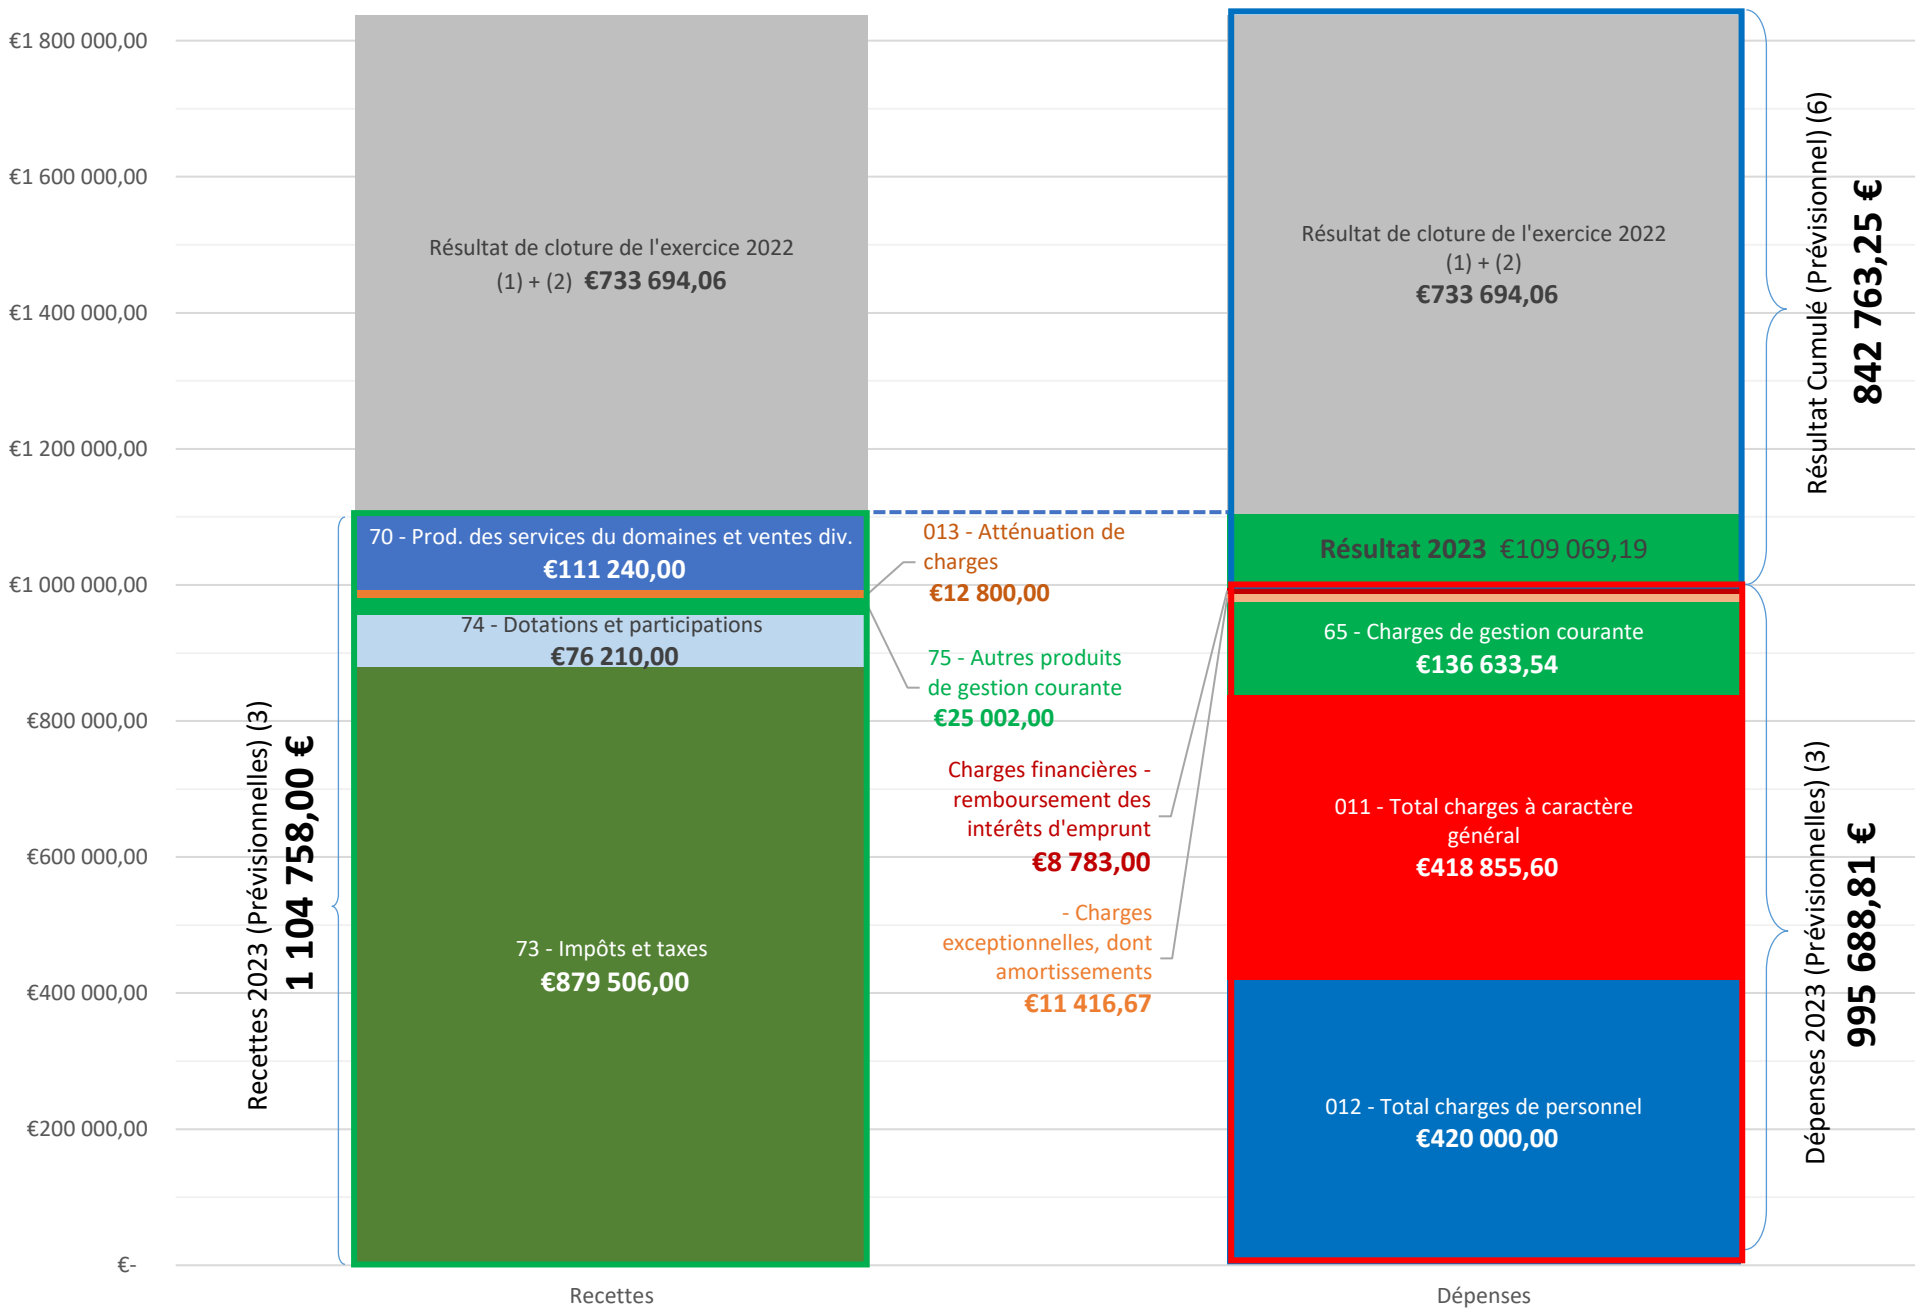 €1 800 000,00
€1 600 000,00
€1 400 000,00
€1 200 000,00
€1 000 000,00
€800 000,00
€600 000,00
€400 000,00
€200 000,00
€-
Recettes 2023 (Prévisionnelles) (3)
1 104 758,00 €
Résultat de cloture de l'exercice 2022
(1) + (2) €733 694,06
70 - Prod. des services du domaines et ventes div.
€111 240,00
74 - Dotations et participations
€76 210,00
73 - Impôts et taxes
€879 506,00
013 - Atténuation de
charges
€12 800,00
75 - Autres produits
de gestion courante
€25 002,00
Charges financières -
remboursement des
intérêts d'emprunt
€8 783,00
- Charges
exceptionnelles, dont
amortissements
€11 416,67
Résultat de cloture de l'exercice 2022
(1) + (2)
€733 694,06
Résultat 2023 €109 069,19
65 - Charges de gestion courante
€136 633,54
011 - Total charges à caractère
général
€418 855,60
012 - Total charges de personnel
€420 000,00
Résultat Cumulé (Prévisionnel) (6)
842 763,25 €
Dépenses 2023 (Prévisionnelles) (3)
995 688,81 €
Recettes
Dépenses